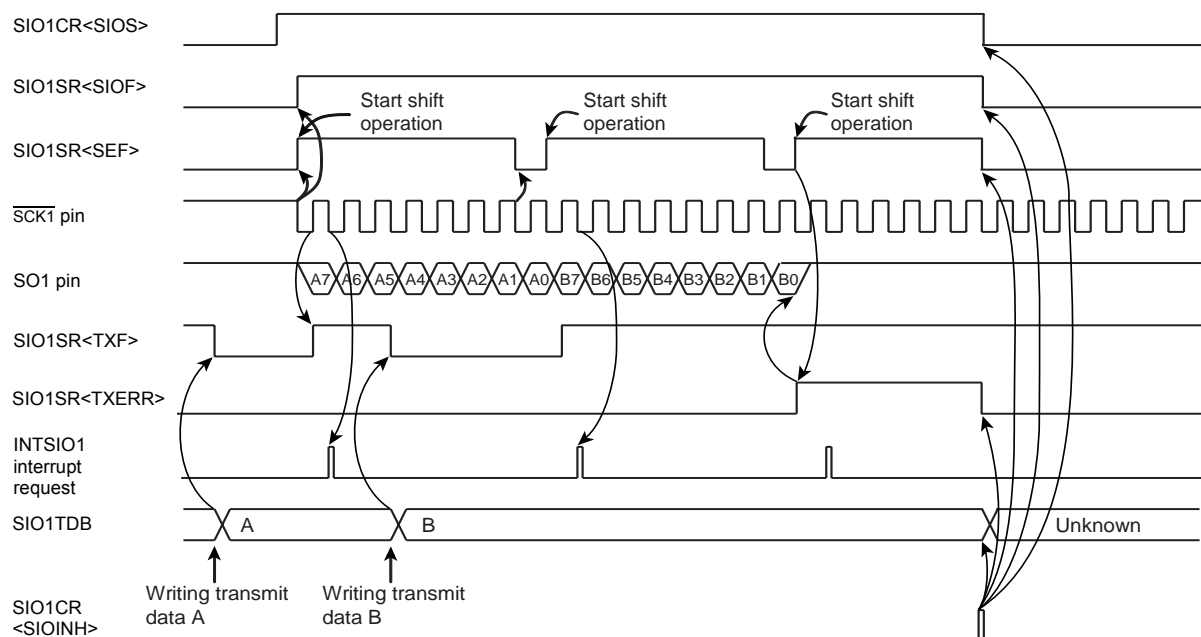 SIO1CR<SIOS>
SIO1SR<SIOF>
Start shift
operation
Start shift
operation
Start shift
operation
SIO1SR<SEF>
SCK1 pin
SO1 pin
A7 A6 A5 A4 A3 A2 A1 A0 B7 B6 B5 B4 B3 B2 B1 B0
SIO1SR<TXF>
SIO1SR<TXERR>
INTSIO1
interrupt
request
SIO1TDB
A
B
Unknown
Writing transmit
data A
Writing transmit
data B
SIO1CR
<SIOINH>